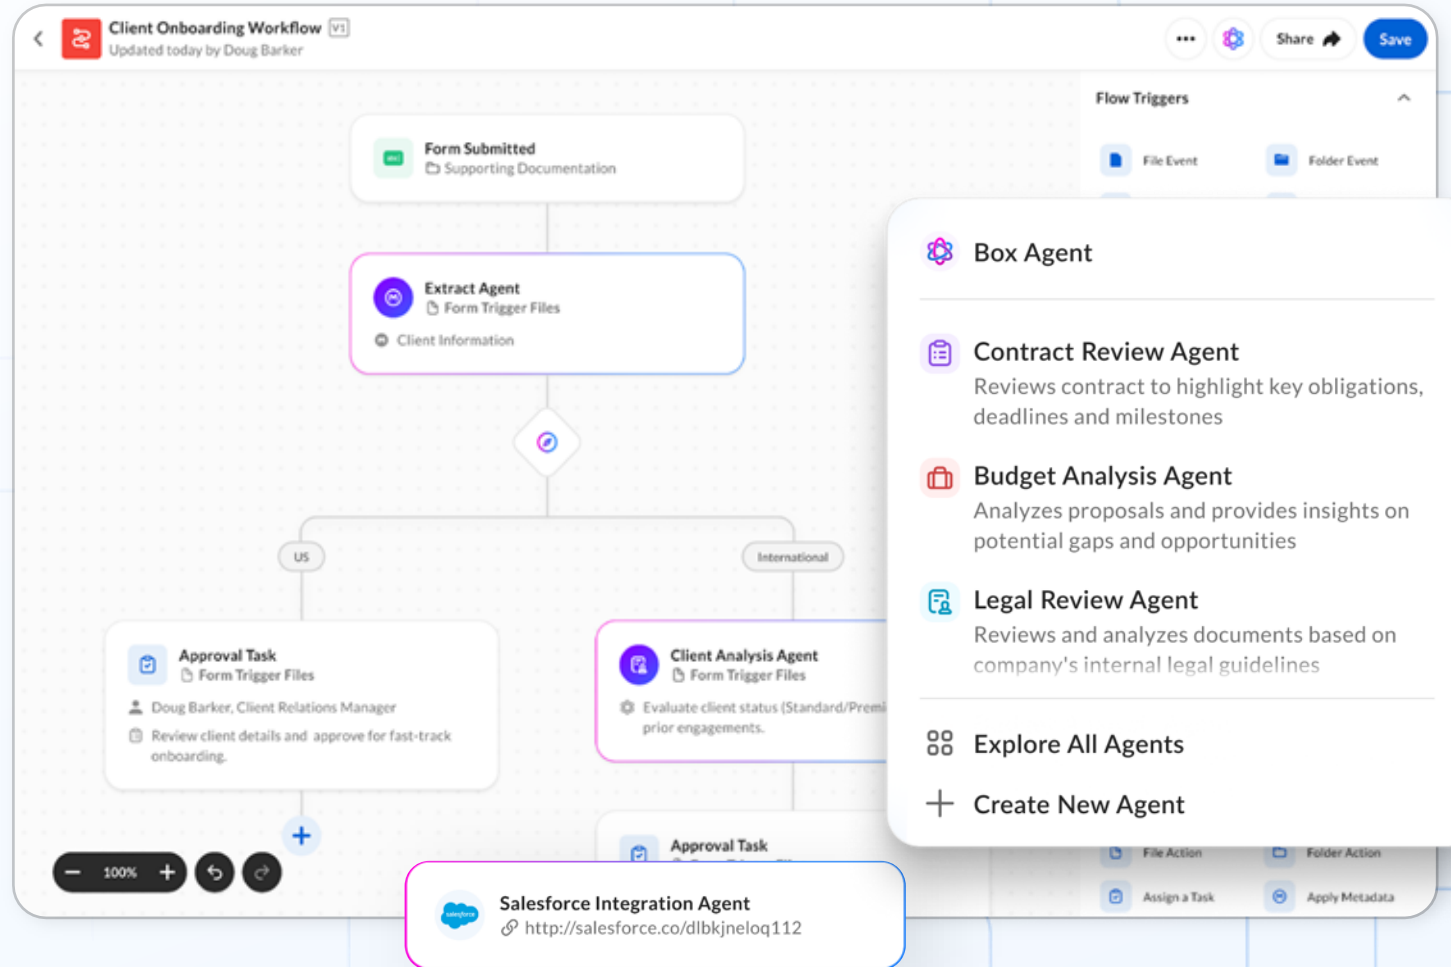 Client Onboarding Workflow V1
Updated today by Doug Barker
Share
Save
Flow Triggers
File Event
Folder Event
Form Submitted
Supporting Documentation
Extract Agent
Form Trigger Files
Client Information
US
International
Approval Task
Form Trigger Files
Doug Barker, Client Relations Manager
Review client details and approve for fast-track
onboarding.
Client Analysis Agent
Form Trigger Files
Evaluate client status (Standard/Premi
prior engagements.
Approval Task
100%
Box Agent
Contract Review Agent
Reviews contract to highlight key obligations,
deadlines and milestones
Budget Analysis Agent
Analyzes proposals and provides insights on
potential gaps and opportunities
Legal Review Agent
Reviews and analyzes documents based on
company's internal legal guidelines
Explore All Agents
Create New Agent
File Action
Folder Action
Assign a Task
Apply Metadata
salesforce
Salesforce Integration Agent
http://salesforce.co/dlbkjneloq112